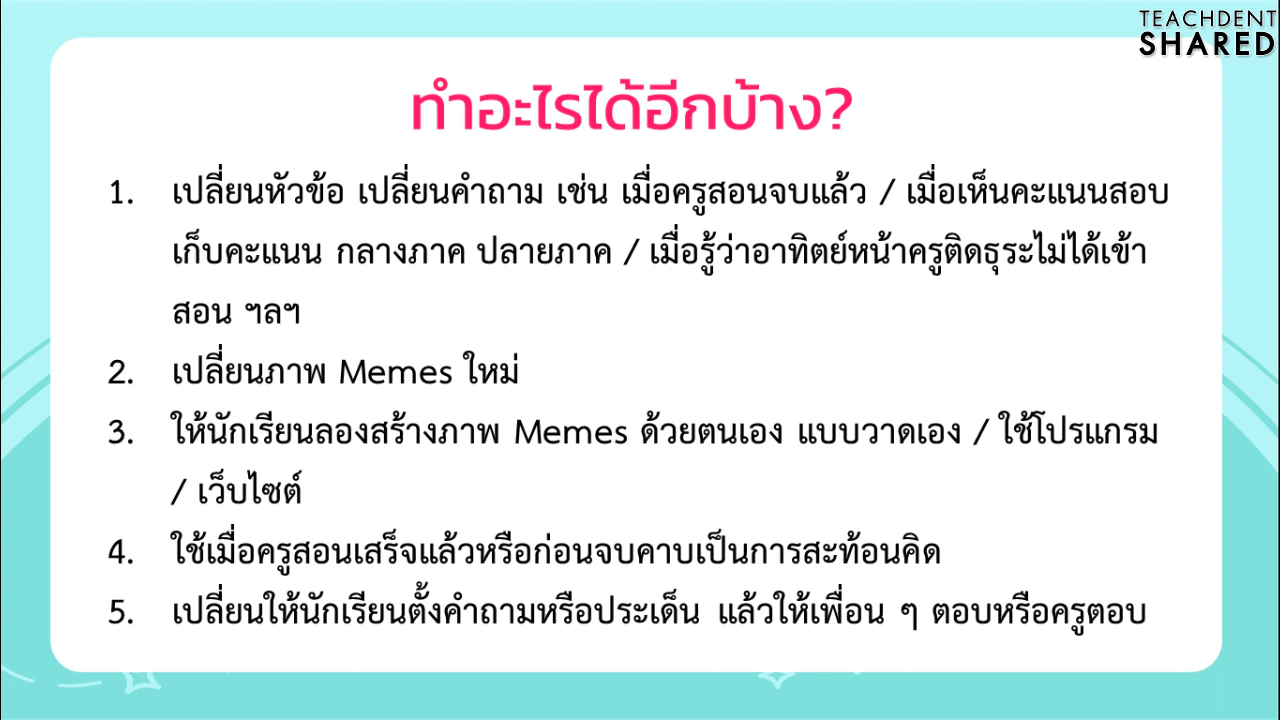 TEACHDENT
SHARED
ทำอะไรได้อีกบ้าง?
1. เปลี่ยนหัวข้อ เปลี่ยนคำถาม เช่น เมื่อครูสอนจบแล้ว / เมื่อเห็นคะแนนสอบ
เก็บคะแนน กลางภาค ปลายภาค / เมื่อรู้ว่าอาทิตย์หน้าครูติดธุระไม่ได้เข้า
สอน ฯลฯ
2. เปลี่ยนภาพ Memes ใหม่
3. ให้นักเรียนลองสร้างภาพ Memes ด้วยตนเอง แบบวาดเอง / ใช้โปรแกรม
/ เว็บไซต์
4. ใช้เมื่อครูสอนเสร็จแล้วหรือก่อนจบคาบเป็นการสะท้อนคิด
5. เปลี่ยนให้นักเรียนตั้งคำถามหรือประเด็น แล้วให้เพื่อน ๆ ตอบหรือครูตอบ